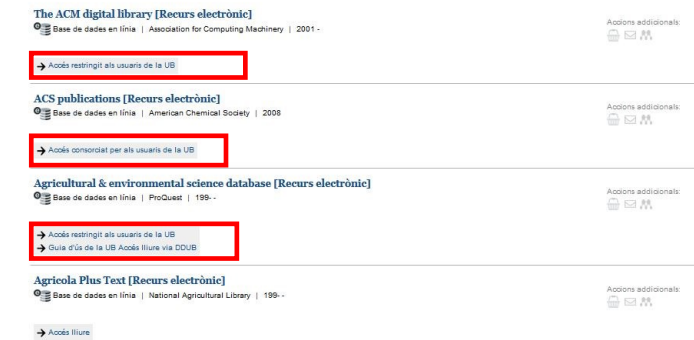 The ACM digital library [Recurs electrònic]
Base de dades en línia | Association for Computing Machinery | 2001 -
Accions addicionals:
Accés restringit als usuaris de la UB
ACS publications [Recurs electrònic]
Base de dades en línia | American Chemical Society | 2008
Accions addicionals:
Accés consorciat per als usuaris de la UB
Agricultural & environmental science database [Recurs electrònic]
Base de dades en línia | ProQuest | 199- -
Accions addicionals:
Accés restringit als usuaris de la UB
Guia d'ús de la UB Accés lliure via DDUB
Agricola Plus Text [Recurs electrònic]
Base de dades en línia | National Agricultural Library | 199- -
Accions addicionals:
Accés lliure